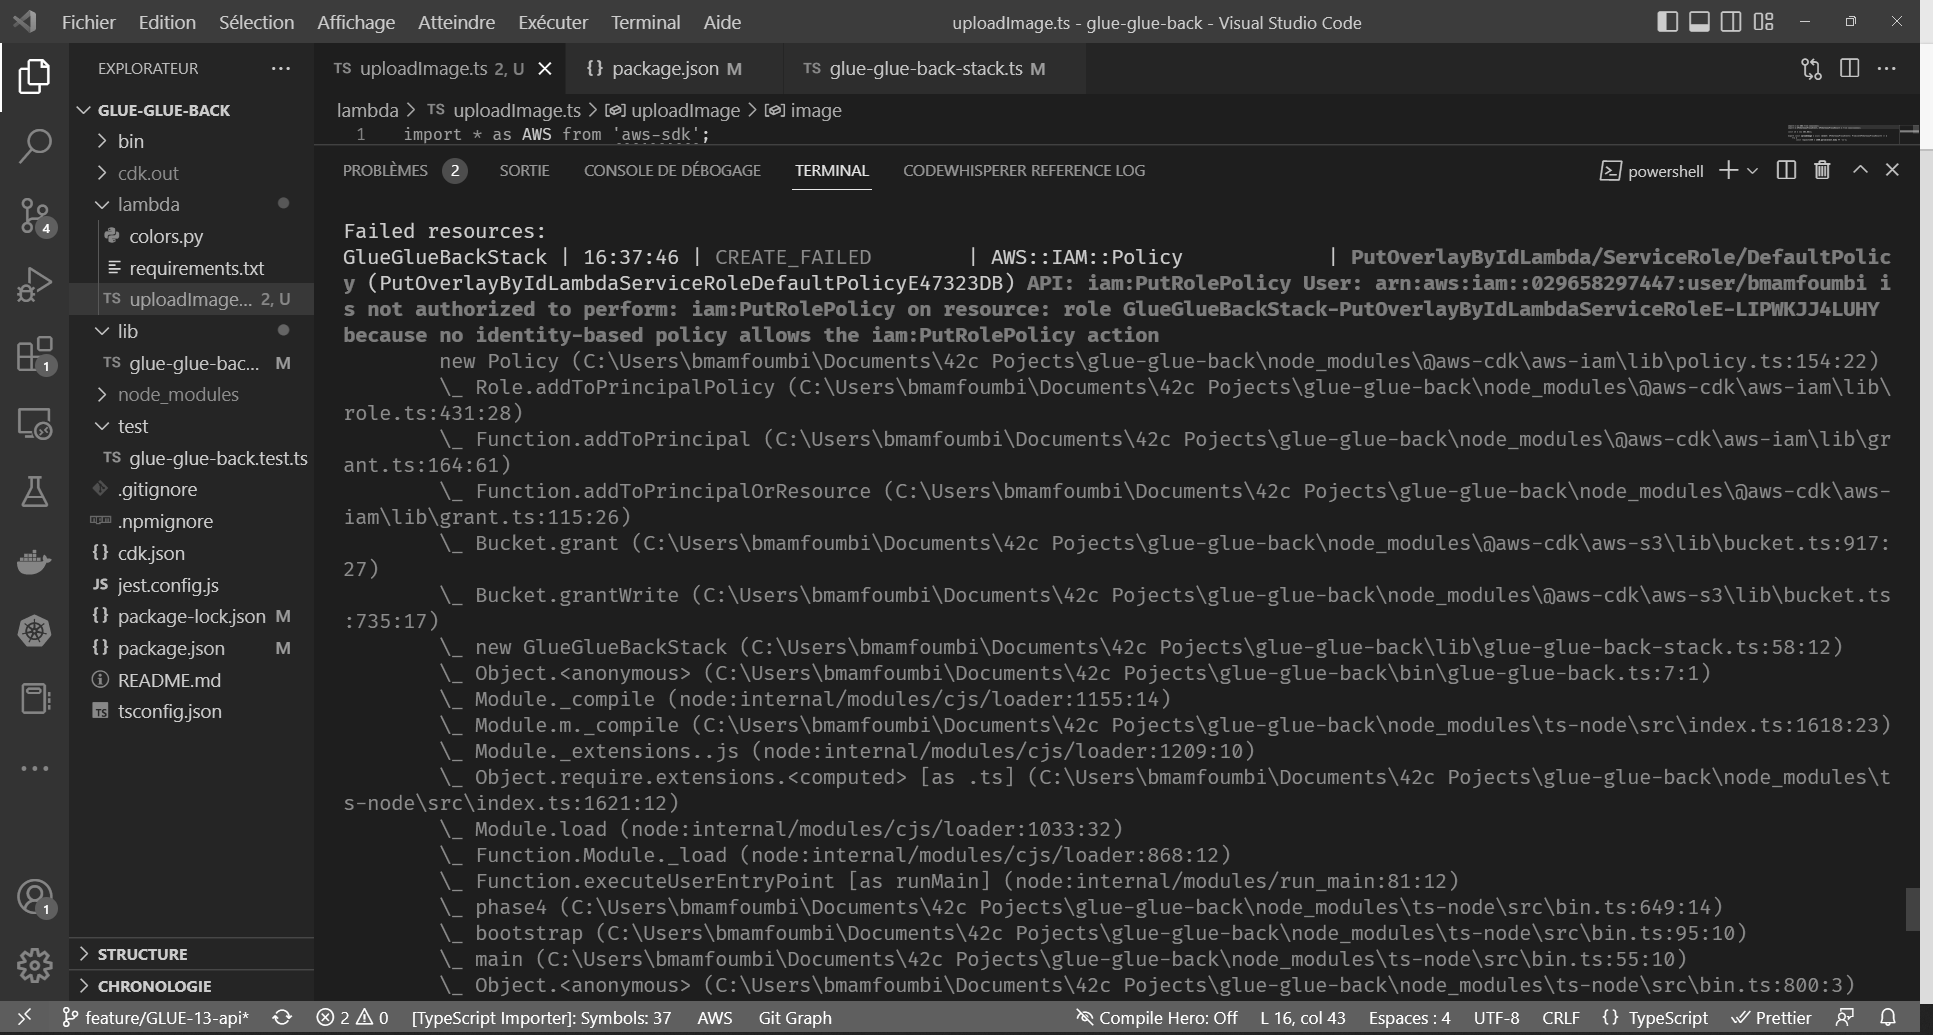 Fichier Edition Sélection Affichage Atteindre Exécuter Terminal Aide
uploadImage.ts - glue-glue-back - Visual Studio Code
EXPLORATEUR
GLUE-GLUE-BACK
bin
cdk.out
lambda
colors.py
requirements.txt
TS uploadImage... 2, U
lib
TS glue-glue-bac... M
node_modules
test
TS glue-glue-back.test.ts
.gitignore
.npmignore
{} cdk.json
JS jest.config.js
{} package-lock.json M
{} package.json M
README.md
TS tsconfig.json
STRUCTURE
CHRONOLOGIE
4
1
1
TS uploadImage.ts 2, U
{} package.json M
TS glue-glue-back-stack.ts M
lambda > TS uploadImage.ts > uploadImage > image
1 import * as AWS from 'aws-sdk';
PROBLÈMES 2 SORTIE CONSOLE DE DÉBOGAGE TERMINAL CODEWHISPERER REFERENCE LOG
powershell
Failed resources:
GlueGlueBackStack | 16:37:46 | CREATE_FAILED | AWS::IAM::Policy | PutOverlayByIdLambda/ServiceRole/DefaultPolic
y (PutOverlayByIdLambdaServiceRoleDefaultPolicyE47323DB) API: iam:PutRolePolicy User: arn:aws:iam::029658297447:user/bmamfoumbi i
s not authorized to perform: iam:PutRolePolicy on resource: role GlueGlueBackStack-PutOverlayByIdLambdaServiceRoleE-LIPWKJJ4LUHY
because no identity-based policy allows the iam:PutRolePolicy action
new Policy (C:\Users\bmamfoumbi\Documents\42c Pojects\glue-glue-back\node_modules\@aws-cdk\aws-iam\lib\policy.ts:154:22)
\_ Role.addToPrincipalPolicy (C:\Users\bmamfoumbi\Documents\42c Pojects\glue-glue-back\node_modules\@aws-cdk\aws-iam\lib\
role.ts:431:28)
\_ Function.addToPrincipal (C:\Users\bmamfoumbi\Documents\42c Pojects\glue-glue-back\node_modules\@aws-cdk\aws-iam\lib\gr
ant.ts:164:61)
\_ Function.addToPrincipalOrResource (C:\Users\bmamfoumbi\Documents\42c Pojects\glue-glue-back\node_modules\@aws-cdk\aws-
iam\lib\grant.ts:115:26)
\_ Bucket.grant (C:\Users\bmamfoumbi\Documents\42c Pojects\glue-glue-back\node_modules\@aws-cdk\aws-s3\lib\bucket.ts:917:
27)
\_ Bucket.grantWrite (C:\Users\bmamfoumbi\Documents\42c Pojects\glue-glue-back\node_modules\@aws-cdk\aws-s3\lib\bucket.ts
:735:17)
\_ new GlueGlueBackStack (C:\Users\bmamfoumbi\Documents\42c Pojects\glue-glue-back\lib\glue-glue-back-stack.ts:58:12)
\_ Object.<anonymous> (C:\Users\bmamfoumbi\Documents\42c Pojects\glue-glue-back\bin\glue-glue-back.ts:7:1)
\_ Module._compile (node:internal/modules/cjs/loader:1155:14)
\_ Module.m._compile (C:\Users\bmamfoumbi\Documents\42c Pojects\glue-glue-back\node_modules\ts-node\src\index.ts:1618:23)
\_ Module._extensions..js (node:internal/modules/cjs/loader:1209:10)
\_ Object.require.extensions.<computed> [as .ts] (C:\Users\bmamfoumbi\Documents\42c Pojects\glue-glue-back\node_modules\t
s-node\src\index.ts:1621:12)
\_ Module.load (node:internal/modules/cjs/loader:1033:32)
\_ Function.Module._load (node:internal/modules/cjs/loader:868:12)
\_ Function.executeUserEntryPoint [as runMain] (node:internal/modules/run_main:81:12)
\_ phase4 (C:\Users\bmamfoumbi\Documents\42c Pojects\glue-glue-back\node_modules\ts-node\src\bin.ts:649:14)
\_ bootstrap (C:\Users\bmamfoumbi\Documents\42c Pojects\glue-glue-back\node_modules\ts-node\src\bin.ts:95:10)
\_ main (C:\Users\bmamfoumbi\Documents\42c Pojects\glue-glue-back\node_modules\ts-node\src\bin.ts:55:10)
\_ Object.<anonymous> (C:\Users\bmamfoumbi\Documents\42c Pojects\glue-glue-back\node_modules\ts-node\src\bin.ts:800:3)
feature/GLUE-13-api* 2 0 [TypeScript Importer]: Symbols: 37 AWS Git Graph Compile Hero: Off L 16, col 43 Espaces : 4 UTF-8 CRLF {} TypeScript Prettier